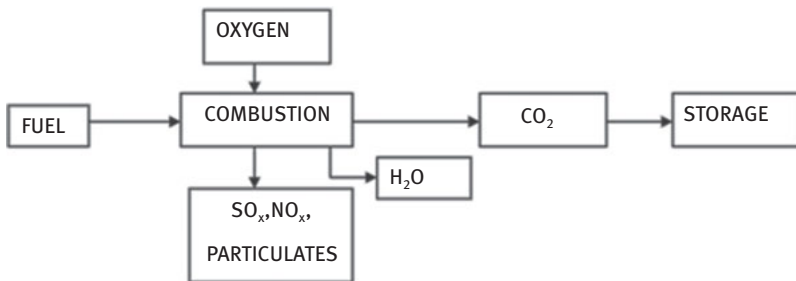 OXYGEN
FUEL
COMBUSTION
CO₂
STORAGE
H₂O
SOₓ,NOₓ,
PARTICULATES